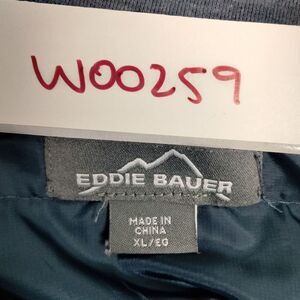 W00259
EDDIE BAUER
MADE IN
CHINA
XL/EG